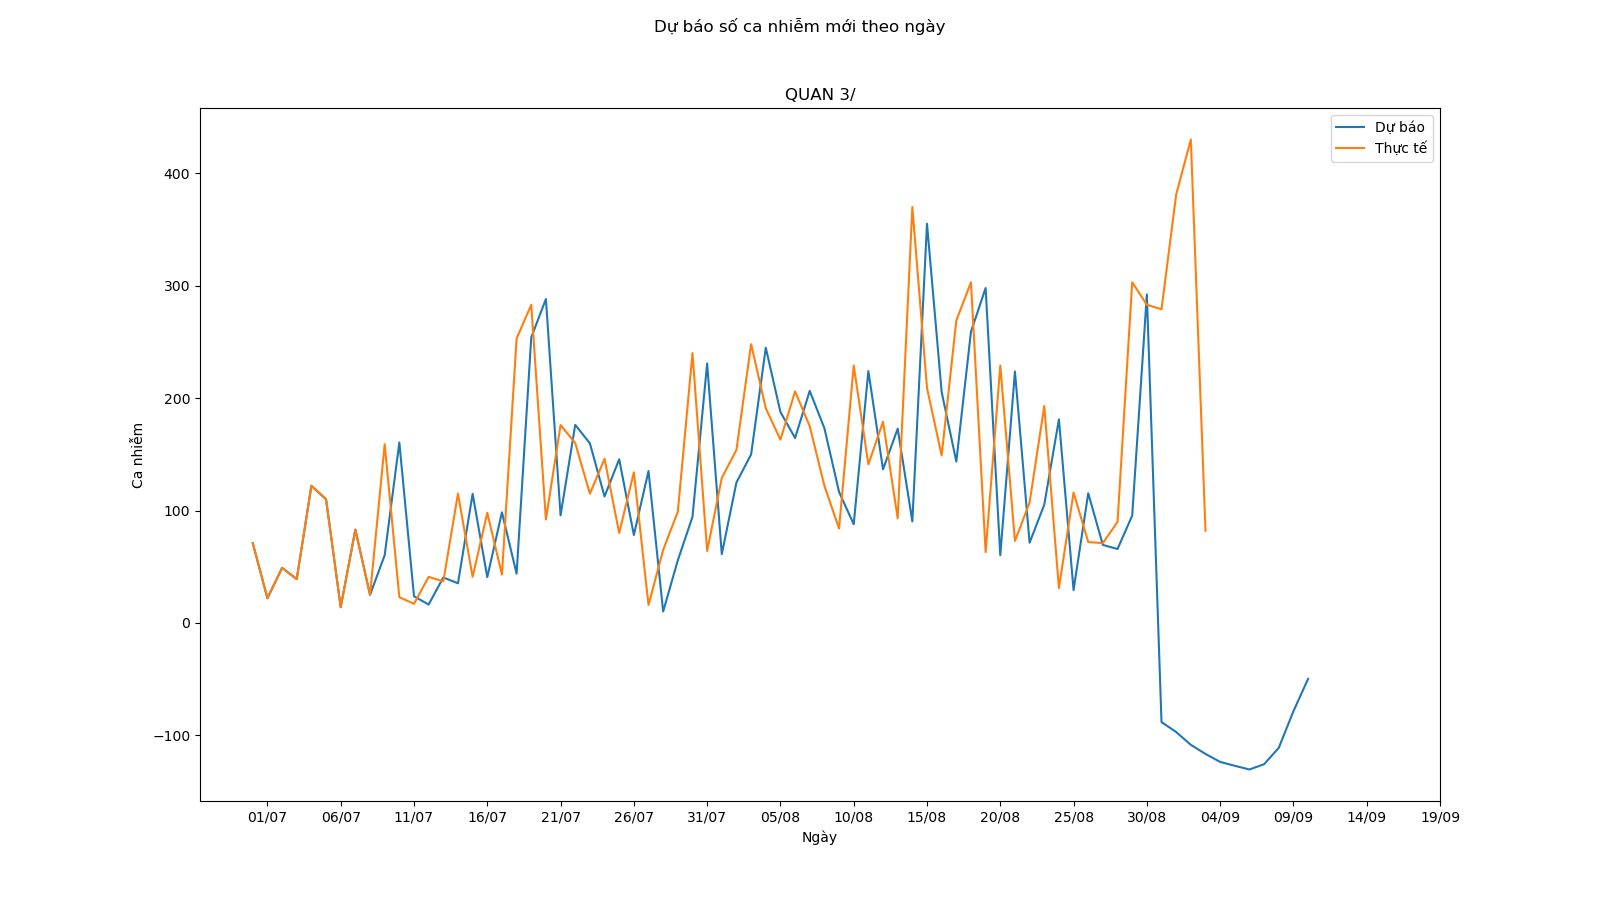 Dự báo số ca nhiễm mới theo ngày
QUAN 3/
Dự báo
Thực tế
400
300
200
100
0
−100
Ca nhiễm
01/07 06/07 11/07 16/07 21/07 26/07 31/07 05/08 10/08 15/08 20/08 25/08 30/08 04/09 09/09 14/09 19/09
Ngày